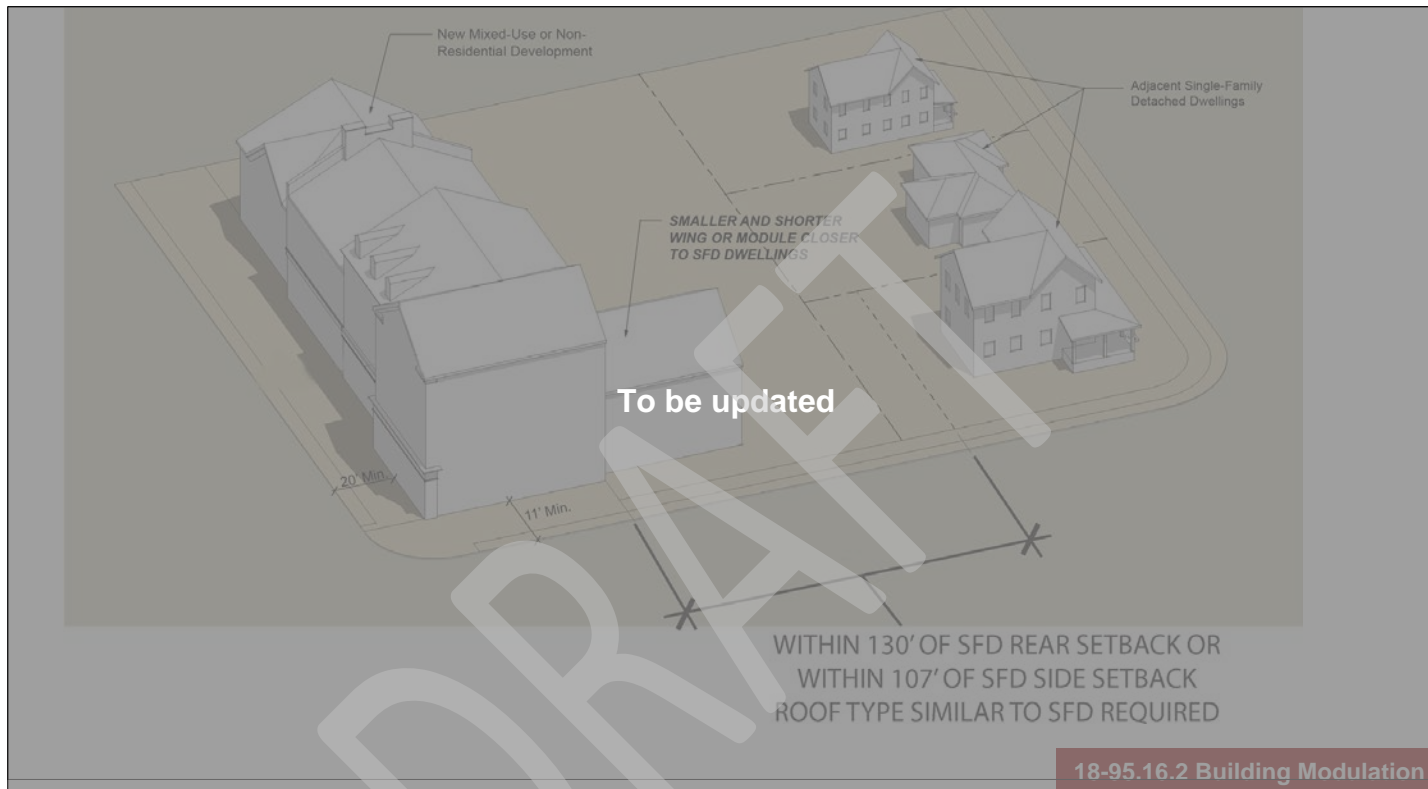 New Mixed-Use or Non-
Residential Development
Adjacent Single-Family
Detached Dwellings
SMALLER AND SHORTER
WING OR MODULE CLOSER
TO SFD DWELLINGS
To be updated
20' Min.
11' Min.
DRAFT
WITHIN 130' OF SFD REAR SETBACK OR
WITHIN 107' OF SFD SIDE SETBACK
ROOF TYPE SIMILAR TO SFD REQUIRED
18-95.16.2 Building Modulation